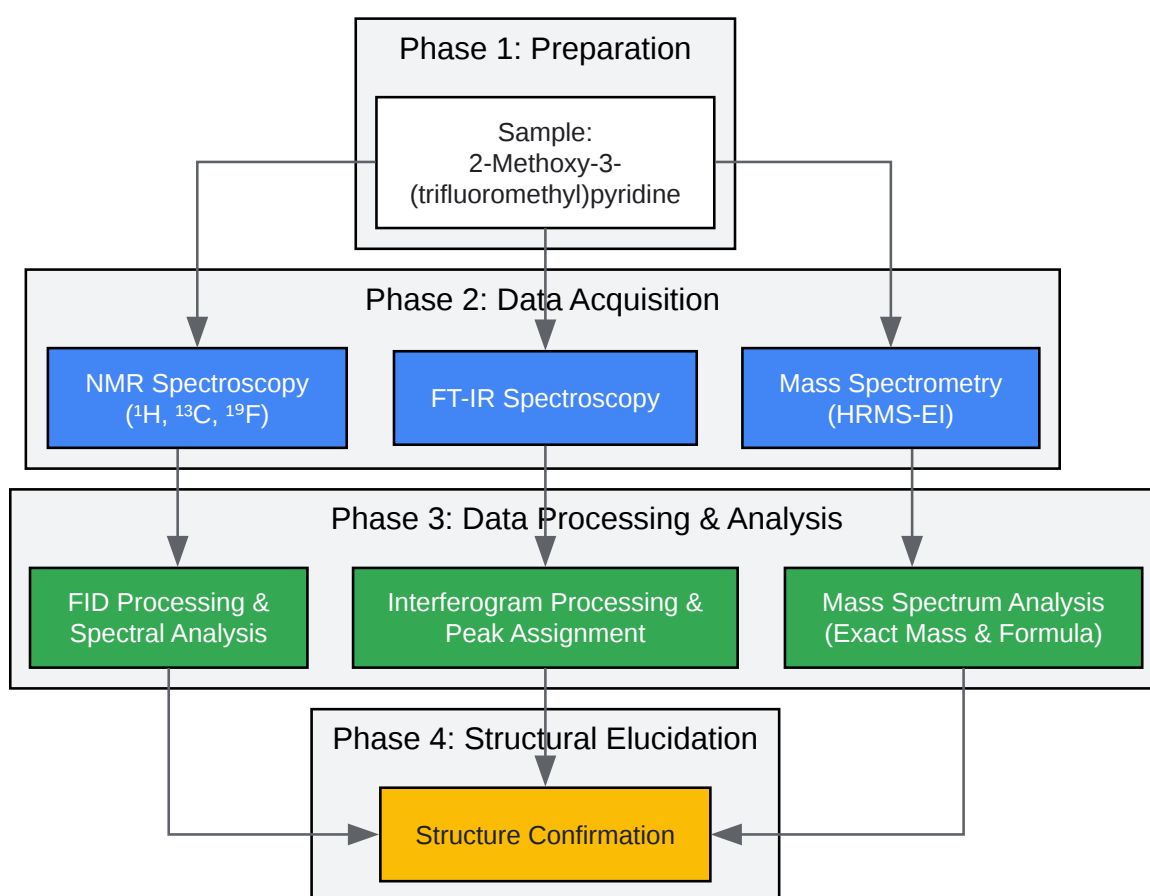 Phase 1: Preparation
Sample:
2-Methoxy-3-
(trifluoromethyl)pyridine
Phase 2: Data Acquisition
NMR Spectroscopy
(¹H, ¹³C, ¹⁹F)
FT-IR Spectroscopy
Mass Spectrometry
(HRMS-EI)
Phase 3: Data Processing & Analysis
FID Processing &
Spectral Analysis
Interferogram Processing &
Peak Assignment
Mass Spectrum Analysis
(Exact Mass & Formula)
Phase 4: Structural Elucidation
Structure Confirmation